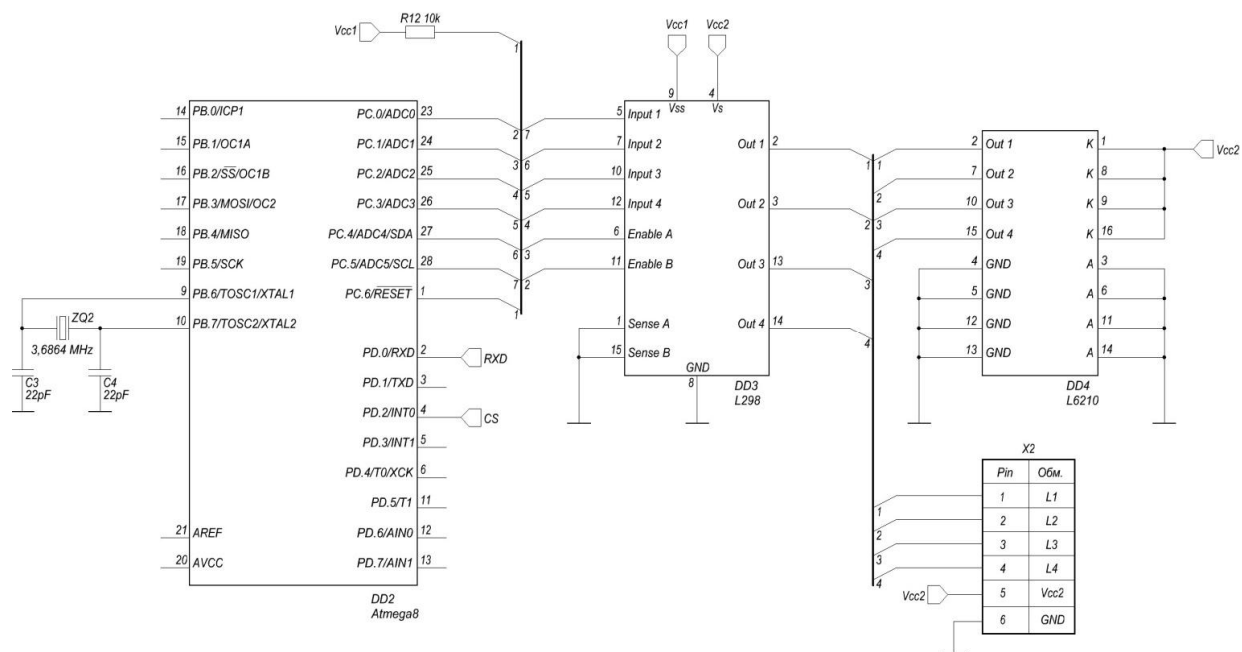 R12 10k
Vcc1
1
14 PB.0/ICP1
15 PB.1/OC1A
16 PB.2/SS/OC1B
17 PB.3/MOSI/OC2
18 PB.4/MISO
19 PB.5/SCK
9 PB.6/TOSC1/XTAL1
10 PB.7/TOSC2/XTAL2
21 AREF
20 AVCC
PC.0/ADC0 23
PC.1/ADC1 24
PC.2/ADC2 25
PC.3/ADC3 26
PC.4/ADC4/SDA 27
PC.5/ADC5/SCL 28
PC.6/RESET 1
PD.0/RXD 2
RXD
PD.1/TXD 3
PD.2/INT0 4
CS
PD.3/INT1 5
PD.4/T0/XCK 6
PD.5/T1 11
PD.6/AIN0 12
PD.7/AIN1 13
DD2
Atmega8
ZQ2
3,6864 MHz
C3
22pF
C4
22pF
2 7
3 6
4 5
5 4
6 3
7 2
1
Vcc1 Vcc2
9 4
Vss Vs
5 Input 1
7 Input 2
10 Input 3
12 Input 4
6 Enable A
11 Enable B
1 Sense A
15 Sense B
Out 1 2
Out 2 3
Out 3 13
Out 4 14
GND
8
DD3
L298
1 1
2
2 3
4
3
4
2 Out 1
7 Out 2
10 Out 3
15 Out 4
4 GND
5 GND
12 GND
13 GND
K 1
K 8
K 9
K 16
A 3
A 6
A 11
A 14
Vcc2
DD4
L6210
X2
Pin Обм.
1 L1
2 L2
3 L3
4 L4
5 Vcc2
6 GND
1
2
3
4
Vcc2